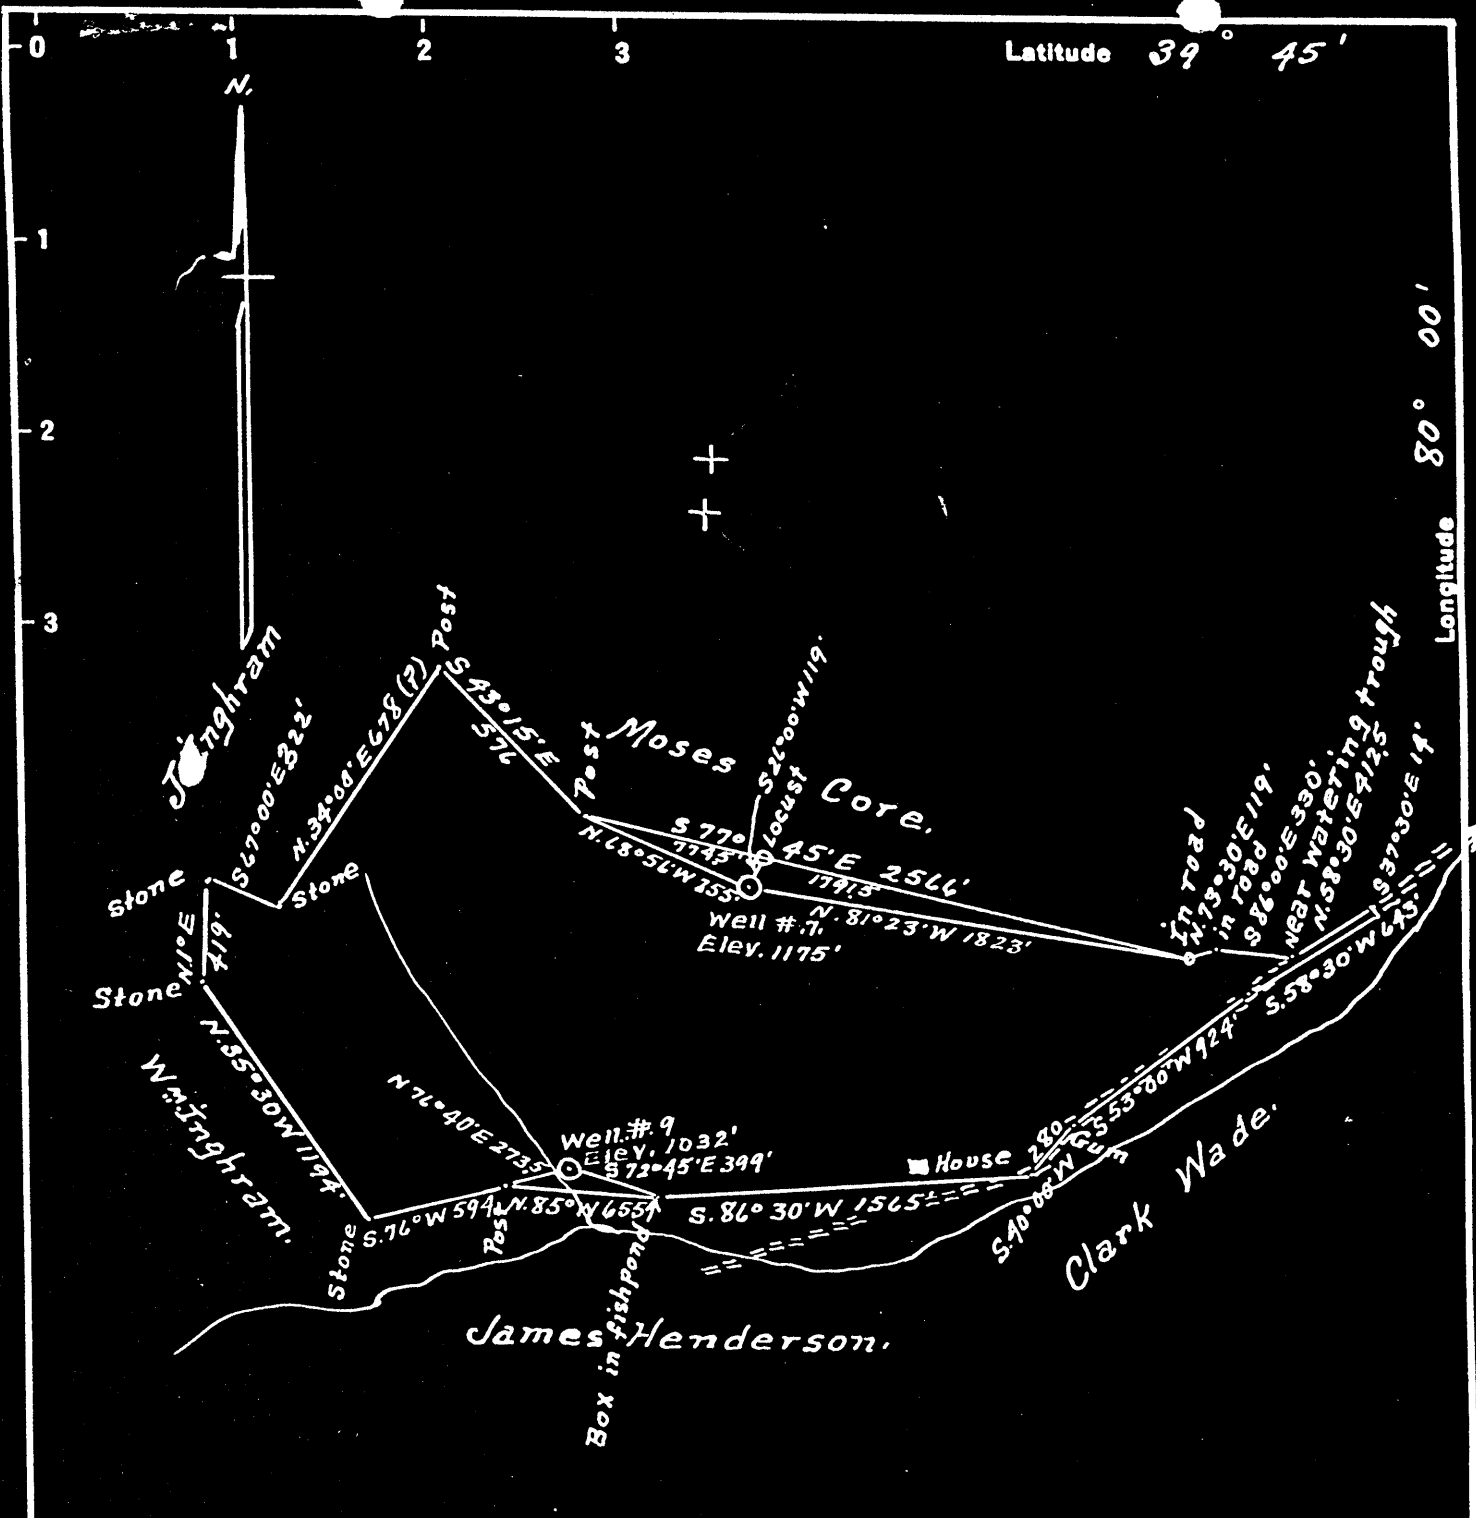 0
1
2
3
Latitude 39° 45'
N.
1
2
3
80° 00'
Longitude
J. Inghram
S 67°00'E 322'
N. 34°00'E 678 (?)
Post
S 43°15'E
576
Post
Moses Core.
S 26°00'W 119'
Locust
S 77° 45'E 2566'
774.5'
1791.5
N. 68°56'W 855.
Well #.7.
Elev. 1175'
N. 81°23'W 1823'
In road
N. 73°30'E 119'
in road
S 86°00'E 330'
Near watering trough
N. 58°30'E 412.5
S 37°30'E 14'
S. 58°30'W 643'
S 53°00'W 924'
Stone
Stone
N. 1° E
419'
Stone
N. 35°30'W 1194'
Wm. Inghram.
N 76°40'E 273.5
Well. # 9
Elev. 1032'
S 72°45'E 399'
House
280
Gum
S. 40°00'W
Clark Wade.
S. 76° W 594
Post
N. 85° W 655
S. 86° 30'W 1565'
Stone
Box in fishpond
James Henderson.